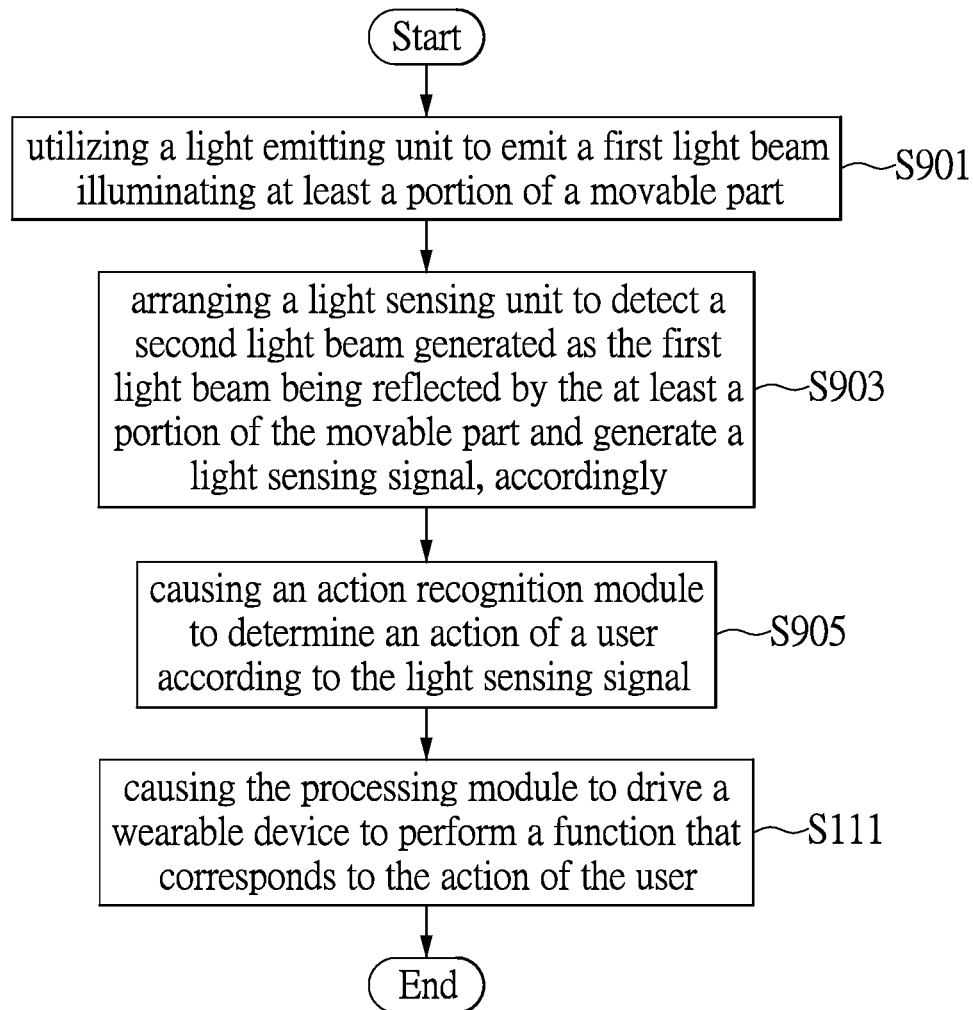 Start
utilizing a light emitting unit to emit a first light beam
illuminating at least a portion of a movable part
S901
arranging a light sensing unit to detect a
second light beam generated as the first
light beam being reflected by the at least a
portion of the movable part and generate a
light sensing signal, accordingly
S903
causing an action recognition module
to determine an action of a user
according to the light sensing signal
S905
causing the processing module to drive a
wearable device to perform a function that
corresponds to the action of the user
S111
End